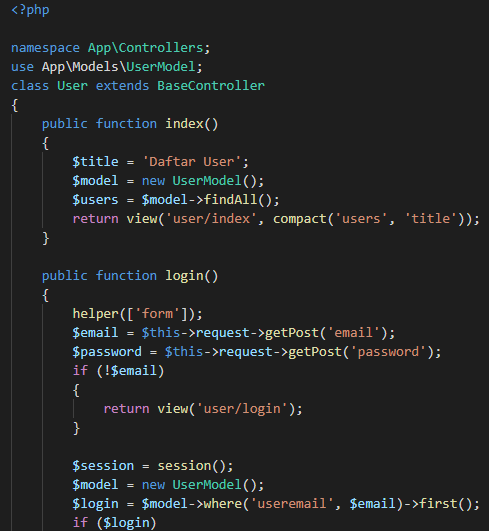 <?php
namespace App\Controllers;
use App\Models\UserModel;
class User extends BaseController
{
public function index()
{
$title = 'Daftar User';
$model = new UserModel();
$users = $model->findAll();
return view('user/index', compact('users', 'title'));
}
public function login()
{
helper(['form']);
$email = $this->request->getPost('email');
$password = $this->request->getPost('password');
if (!$email)
{
return view('user/login');
}
$session = session();
$model = new UserModel();
$login = $model->where('useremail', $email)->first();
if ($login)